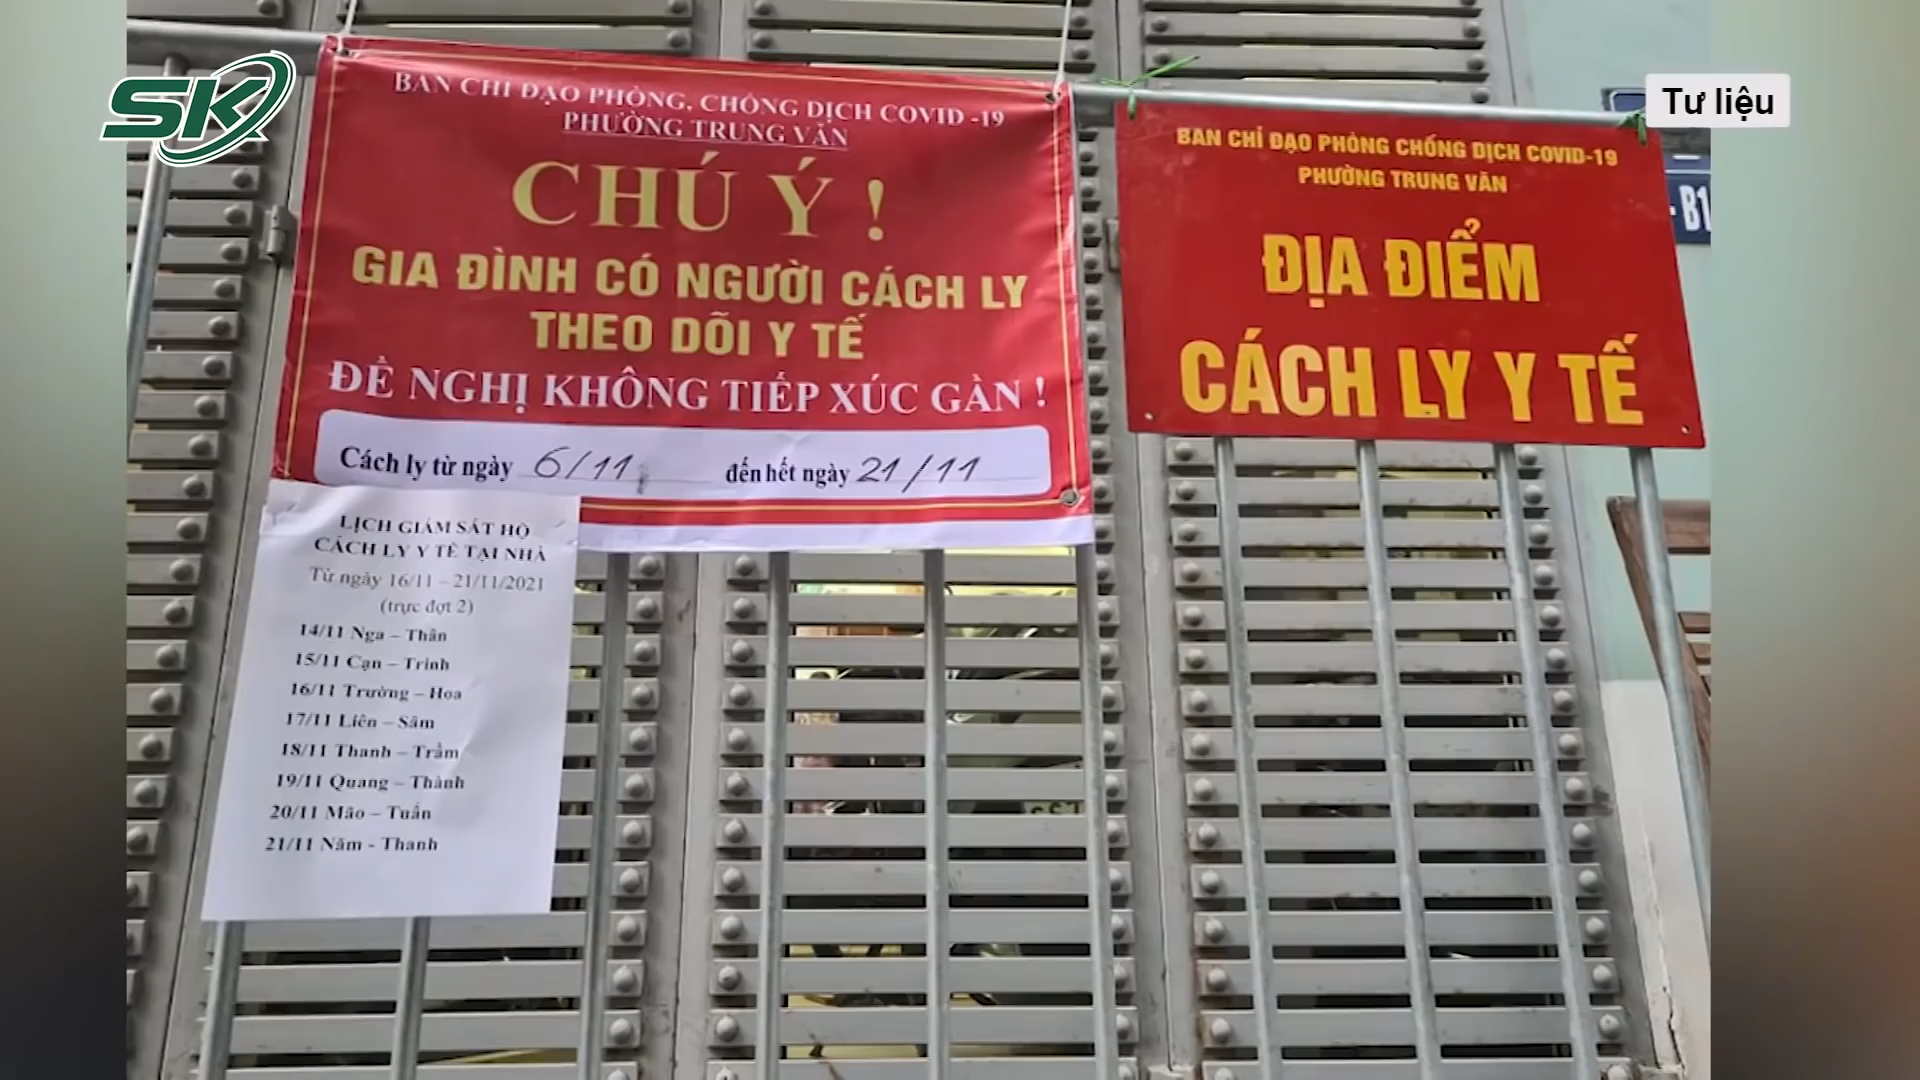 SK
Tư liệu
BAN CHỈ ĐẠO PHÒNG, CHỐNG DỊCH COVID -19
PHƯỜNG TRUNG VĂN
CHÚ Ý !
GIA ĐÌNH CÓ NGƯỜI CÁCH LY
THEO DÕI Y TẾ
ĐỀ NGHỊ KHÔNG TIẾP XÚC GẦN !
Cách ly từ ngày 6/11 đến hết ngày 21/11
LỊCH GIÁM SÁT HỘ
CÁCH LY Y TẾ TẠI NHÀ
Từ ngày 16/11 – 21/11/2021
(trực đợt 2)
14/11 Nga – Thân
15/11 Cạn – Trinh
16/11 Trường – Hoa
17/11 Liên – Sâm
18/11 Thanh – Trầm
19/11 Quang – Thành
20/11 Mão – Tuấn
21/11 Năm - Thanh
BAN CHỈ ĐẠO PHÒNG CHỐNG DỊCH COVID-19
PHƯỜNG TRUNG VĂN
ĐỊA ĐIỂM
CÁCH LY Y TẾ
- B1